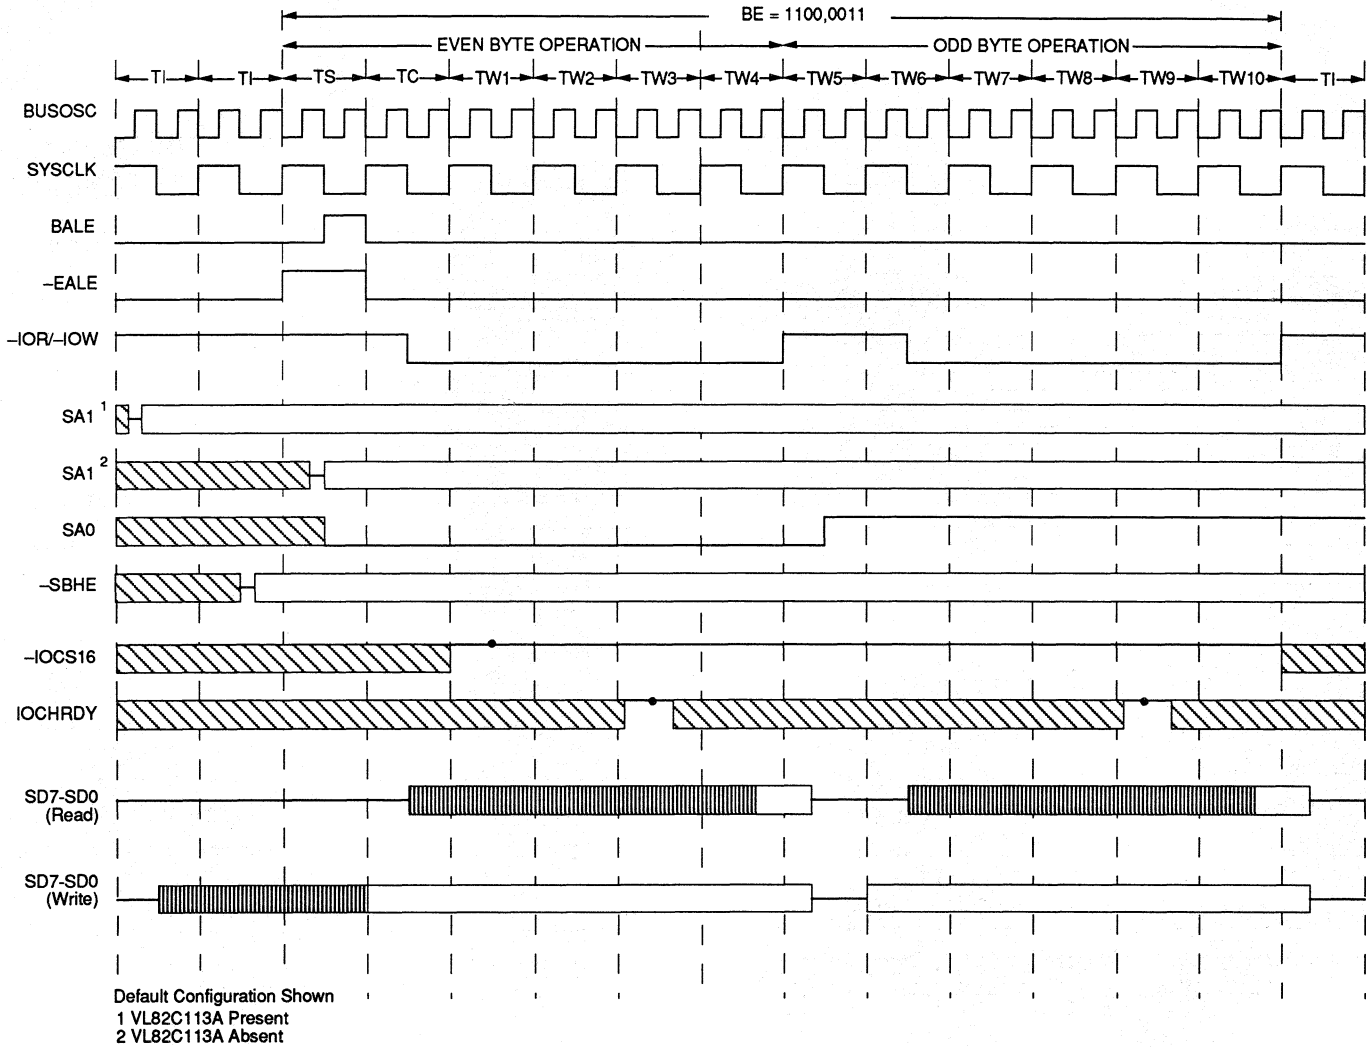 BE = 1100,0011
EVEN BYTE OPERATION ODD BYTE OPERATION
TI TI TS TC TW1 TW2 TW3 TW4 TW5 TW6 TW7 TW8 TW9 TW10 TI
BUSOSC
SYSCLK
BALE
–EALE
–IOR/–IOW
SA1 1
SA1 2
SA0
–SBHE
–IOCS16
IOCHRDY
SD7-SD0
(Read)
SD7-SD0
(Write)
Default Configuration Shown
1 VL82C113A Present
2 VL82C113A Absent